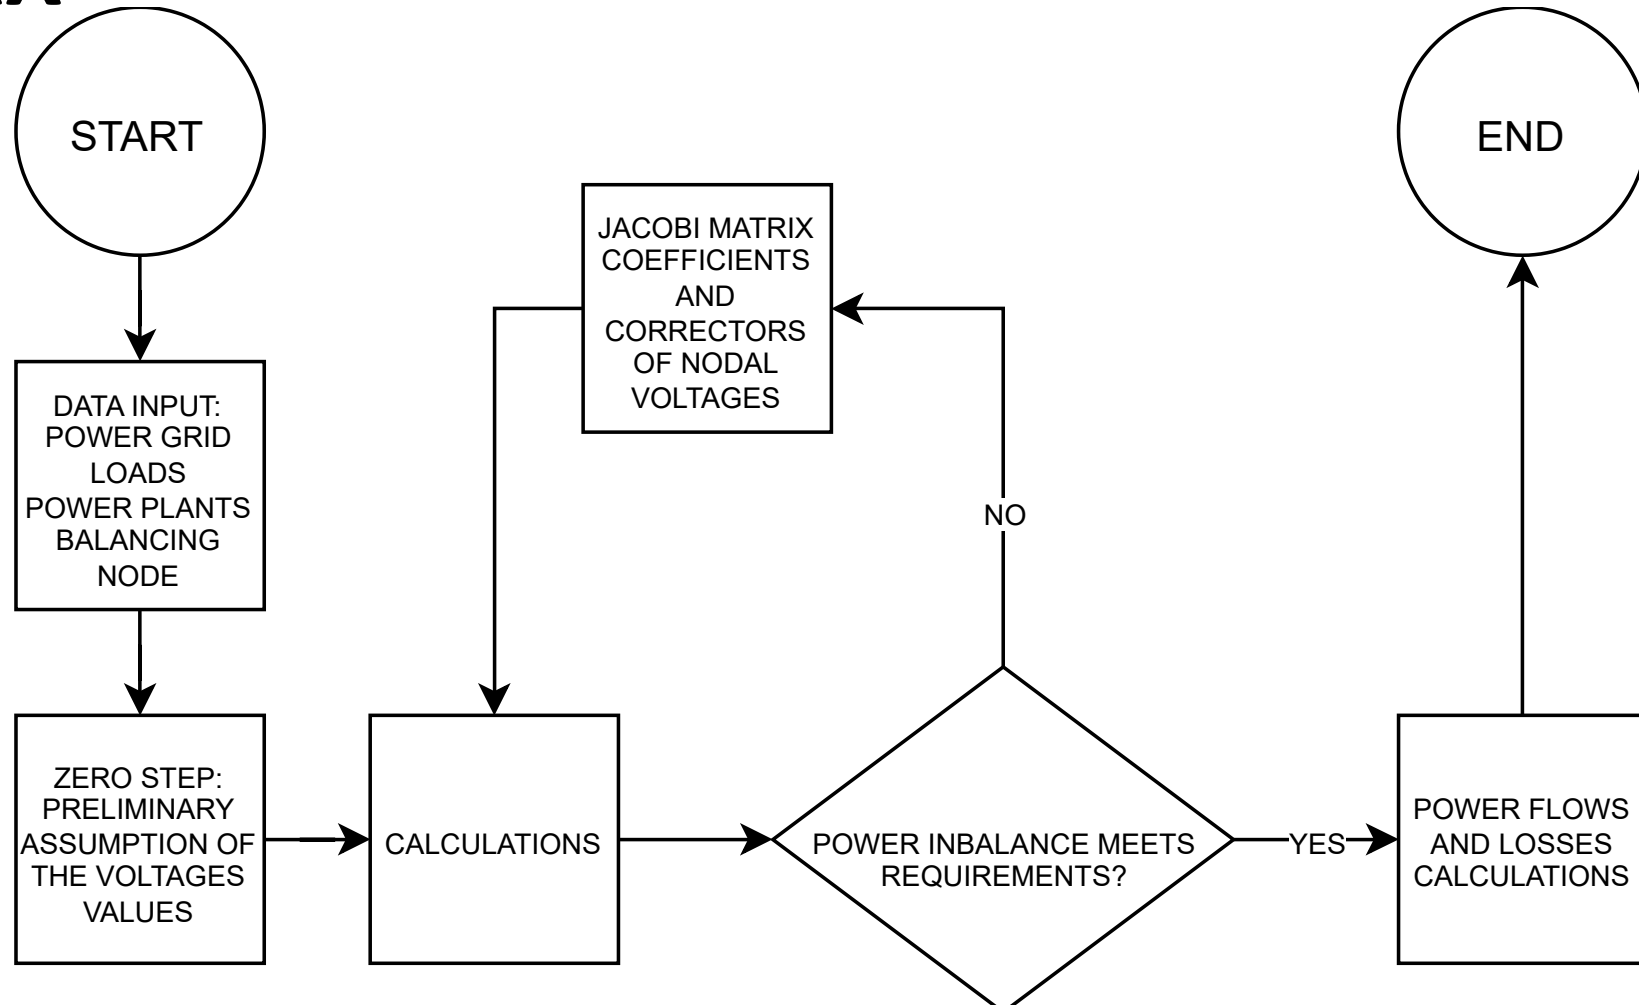 START
END
JACOBI MATRIX
COEFFICIENTS
AND
CORRECTORS
OF NODAL
VOLTAGES
DATA INPUT:
POWER GRID
LOADS
POWER PLANTS
BALANCING
NODE
NO
ZERO STEP:
PRELIMINARY
ASSUMPTION OF
THE VOLTAGES
VALUES
CALCULATIONS
POWER INBALANCE MEETS
REQUIREMENTS?
YES
POWER FLOWS
AND LOSSES
CALCULATIONS